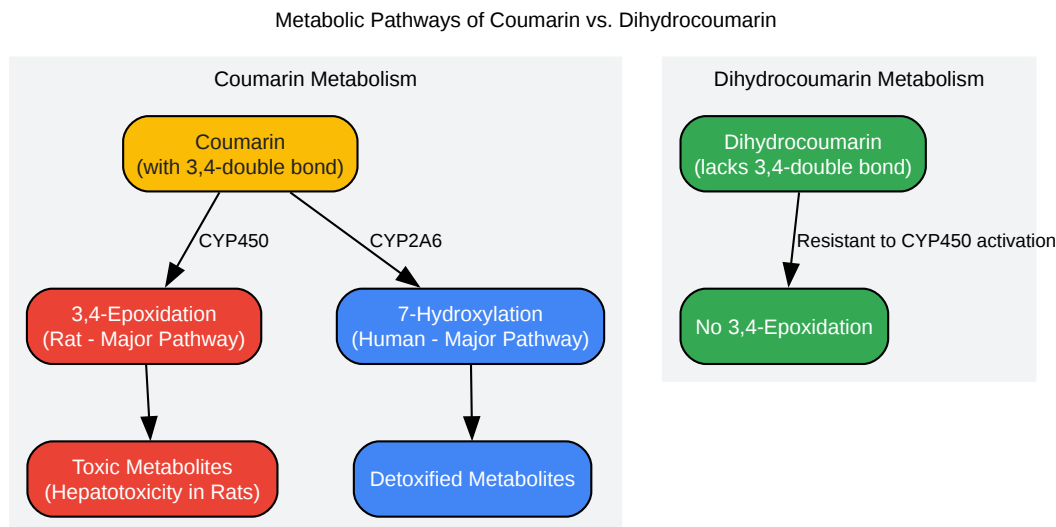 Metabolic Pathways of Coumarin vs. Dihydrocoumarin
Coumarin Metabolism
Coumarin
(with 3,4-double bond)
CYP450
CYP2A6
3,4-Epoxidation
(Rat - Major Pathway)
7-Hydroxylation
(Human - Major Pathway)
Toxic Metabolites
(Hepatotoxicity in Rats)
Detoxified Metabolites
Dihydrocoumarin Metabolism
Dihydrocoumarin
(lacks 3,4-double bond)
Resistant to CYP450 activation
No 3,4-Epoxidation